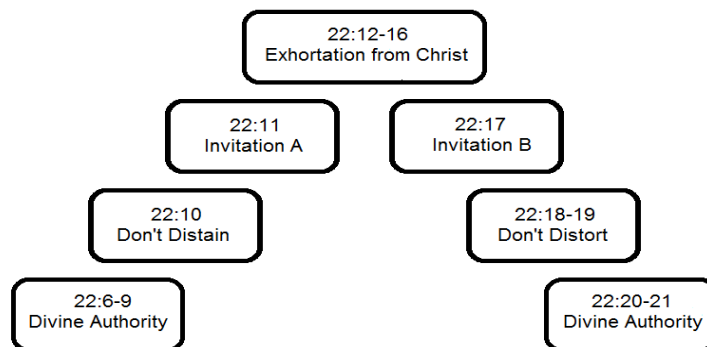 22:12-16
Exhortation from Christ
22:11
Invitation A
22:17
Invitation B
22:10
Don't Distain
22:18-19
Don't Distort
22:6-9
Divine Authority
22:20-21
Divine Authority